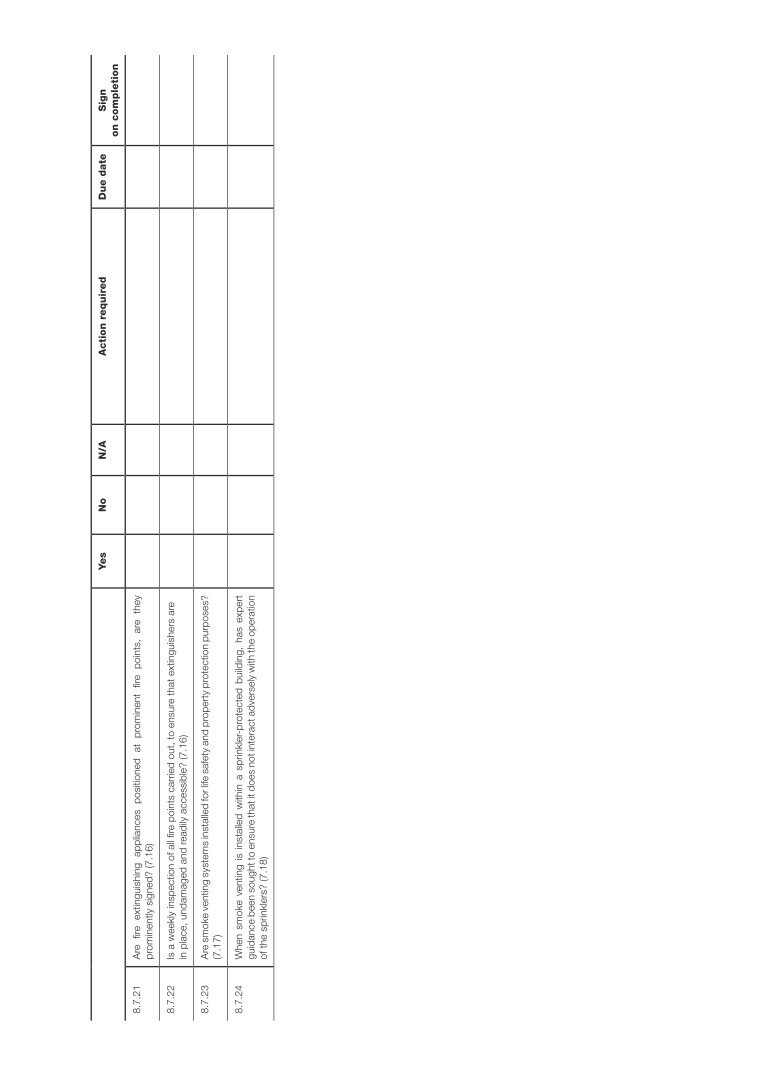 Yes No N/A Action required Due date Sign
on completion
8.7.21 Are fire extinguishing appliances positioned at prominent fire points, are they
prominently signed? (7.16)
8.7.22 Is a weekly inspection of all fire points carried out, to ensure that extinguishers are
in place, undamaged and readily accessible? (7.16)
8.7.23 Are smoke venting systems installed for life safety and property protection purposes?
(7.17)
8.7.24 When smoke venting is installed within a sprinkler-protected building, has expert
guidance been sought to ensure that it does not interact adversely with the operation
of the sprinklers? (7.18)